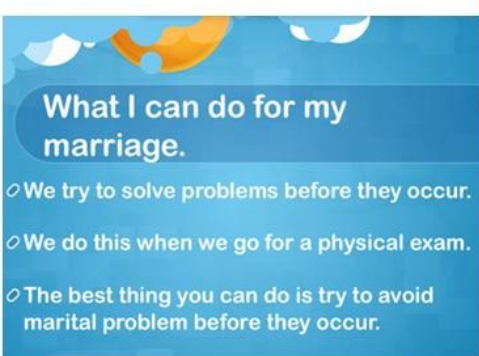 What I can do for my
marriage.
We try to solve problems before they occur.
We do this when we go for a physical exam.
The best thing you can do is try to avoid
marital problem before they occur.